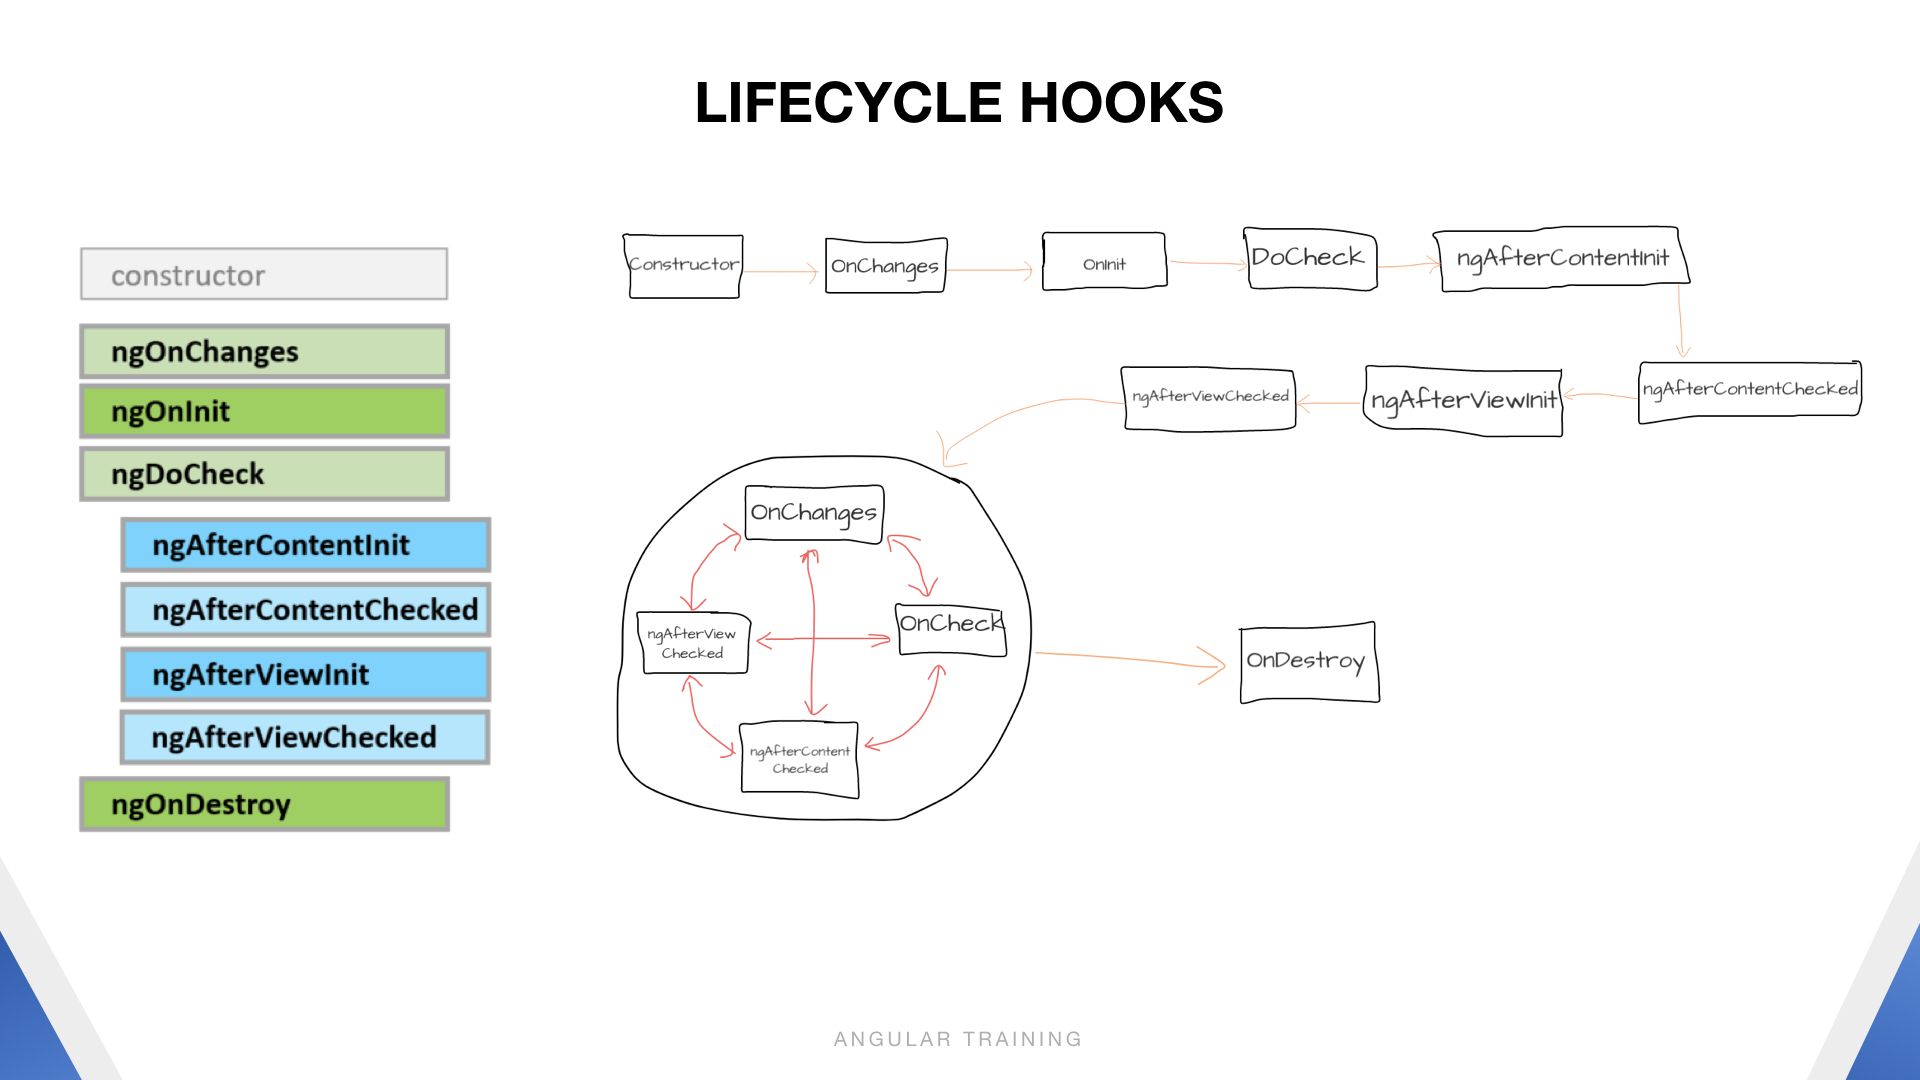 LIFECYCLE HOOKS
constructor
ngOnChanges
ngOnInit
ngDoCheck
ngAfterContentInit
ngAfterContentChecked
ngAfterViewInit
ngAfterViewChecked
ngOnDestroy
Constructor
OnChanges
OnInit
DoCheck
ngAfterContentInit
ngAfterContentChecked
ngAfterViewInit
ngAfterViewChecked
OnChanges
OnCheck
ngAfterContent
Checked
ngAfterView
Checked
OnDestroy
ANGULAR TRAINING